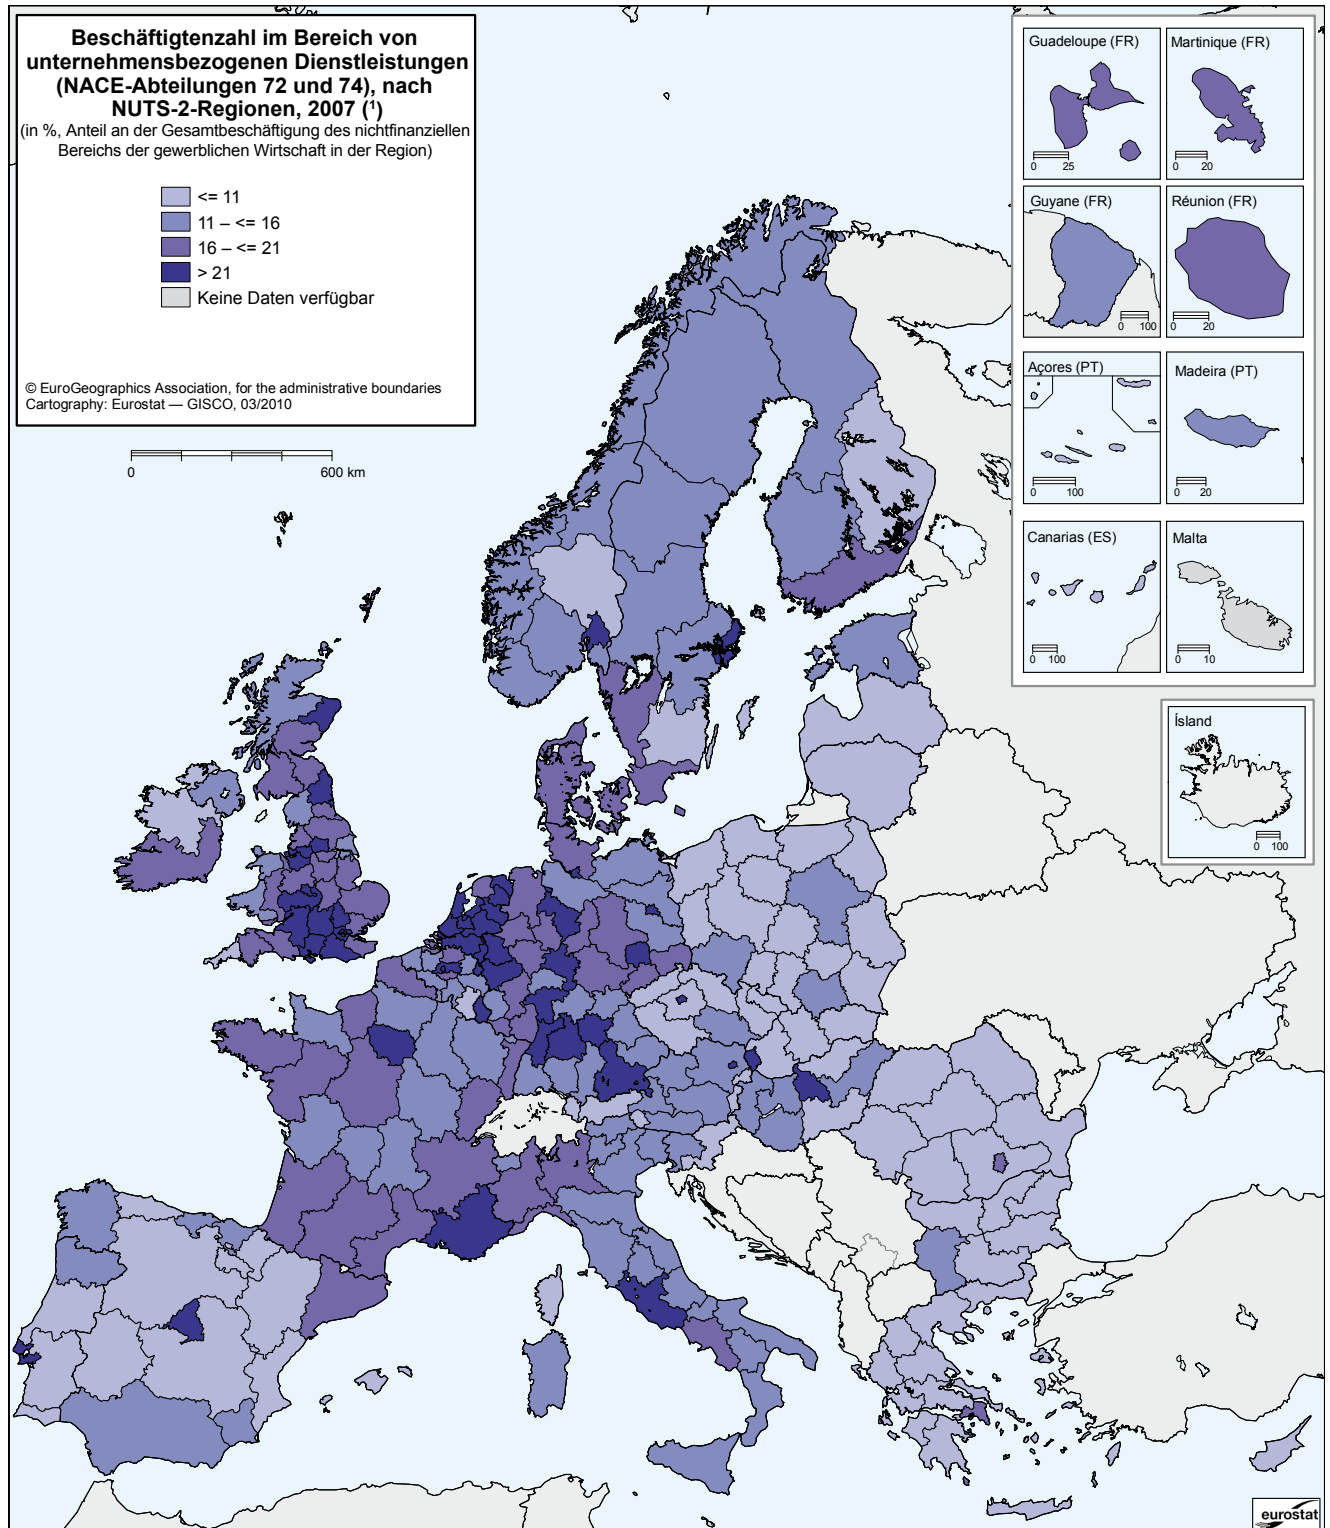 Beschäftigtenzahl im Bereich von
unternehmensbezogenen Dienstleistungen
(NACE-Abteilungen 72 und 74), nach
NUTS-2-Regionen, 2007 (¹)
(in %, Anteil an der Gesamtbeschäftigung des nichtfinanziellen
Bereichs der gewerblichen Wirtschaft in der Region)
<= 11
11 – <= 16
16 – <= 21
> 21
Keine Daten verfügbar
© EuroGeographics Association, for the administrative boundaries
Cartography: Eurostat — GISCO, 03/2010
0 600 km
Guadeloupe (FR)
0 25
Martinique (FR)
0 20
Guyane (FR)
0 100
Réunion (FR)
0 20
Açores (PT)
0 100
Madeira (PT)
0 20
Canarias (ES)
0 100
Malta
0 10
Ísland
0 100
eurostat